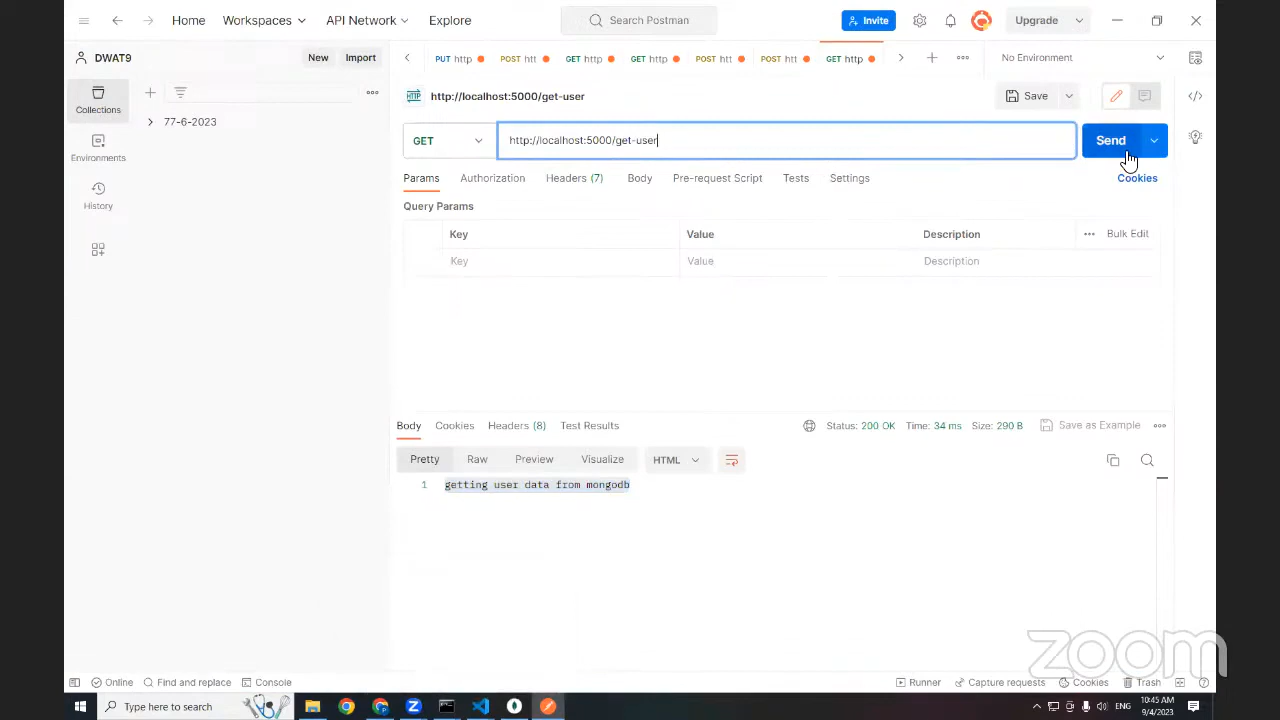 Home
Workspaces
API Network
Explore
Search Postman
Invite
Upgrade
DWAT9
New
Import
PUT http
POST htt
GET http
GET http
POST htt
POST htt
GET http
No Environment
Collections
77-6-2023
Environments
History
http://localhost:5000/get-user
Save
GET
http://localhost:5000/get-user
Send
Params
Authorization
Headers (7)
Body
Pre-request Script
Tests
Settings
Cookies
Query Params
Key
Value
Description
Bulk Edit
Key
Value
Description
Body
Cookies
Headers (8)
Test Results
Status: 200 OK
Time: 34 ms
Size: 290 B
Save as Example
Pretty
Raw
Preview
Visualize
HTML
1
getting user data from mongodb
zoom
Online
Find and replace
Console
Runner
Capture requests
Cookies
Trash
Type here to search
10:45 AM
9/4/2023